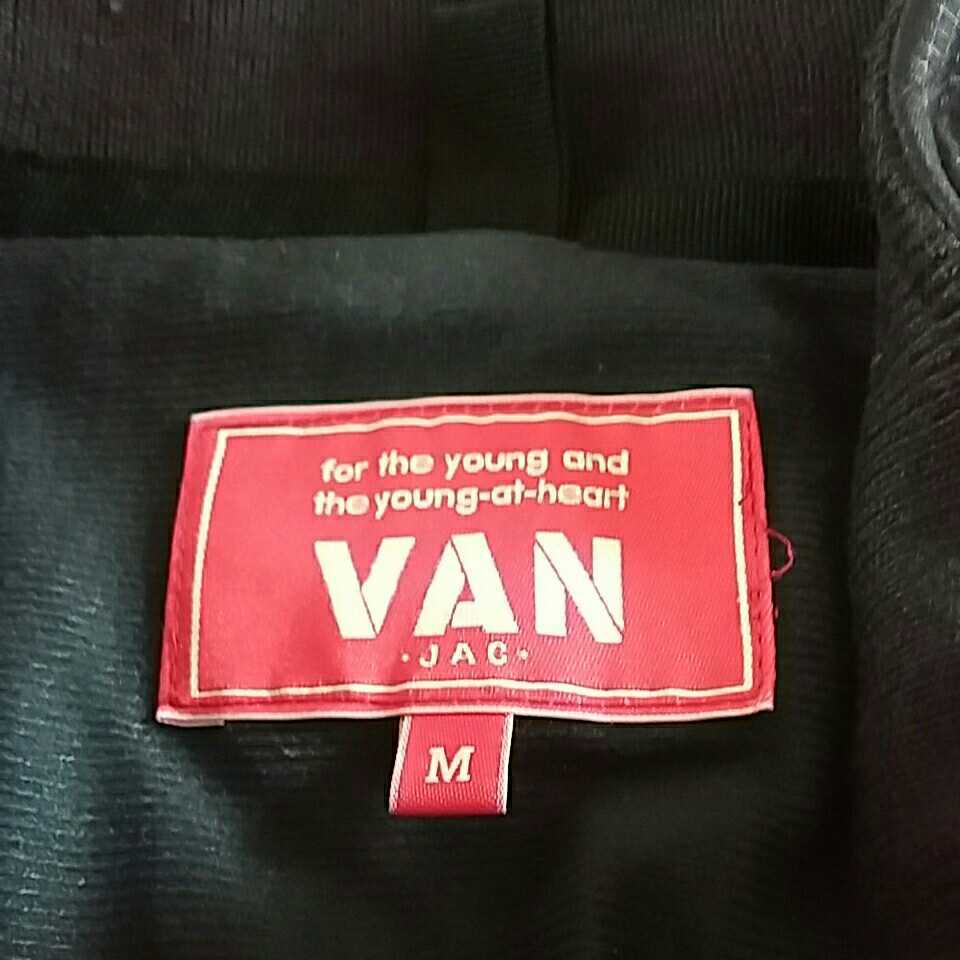 for the young and
the young-at-heart
VAN
·JAC·
M